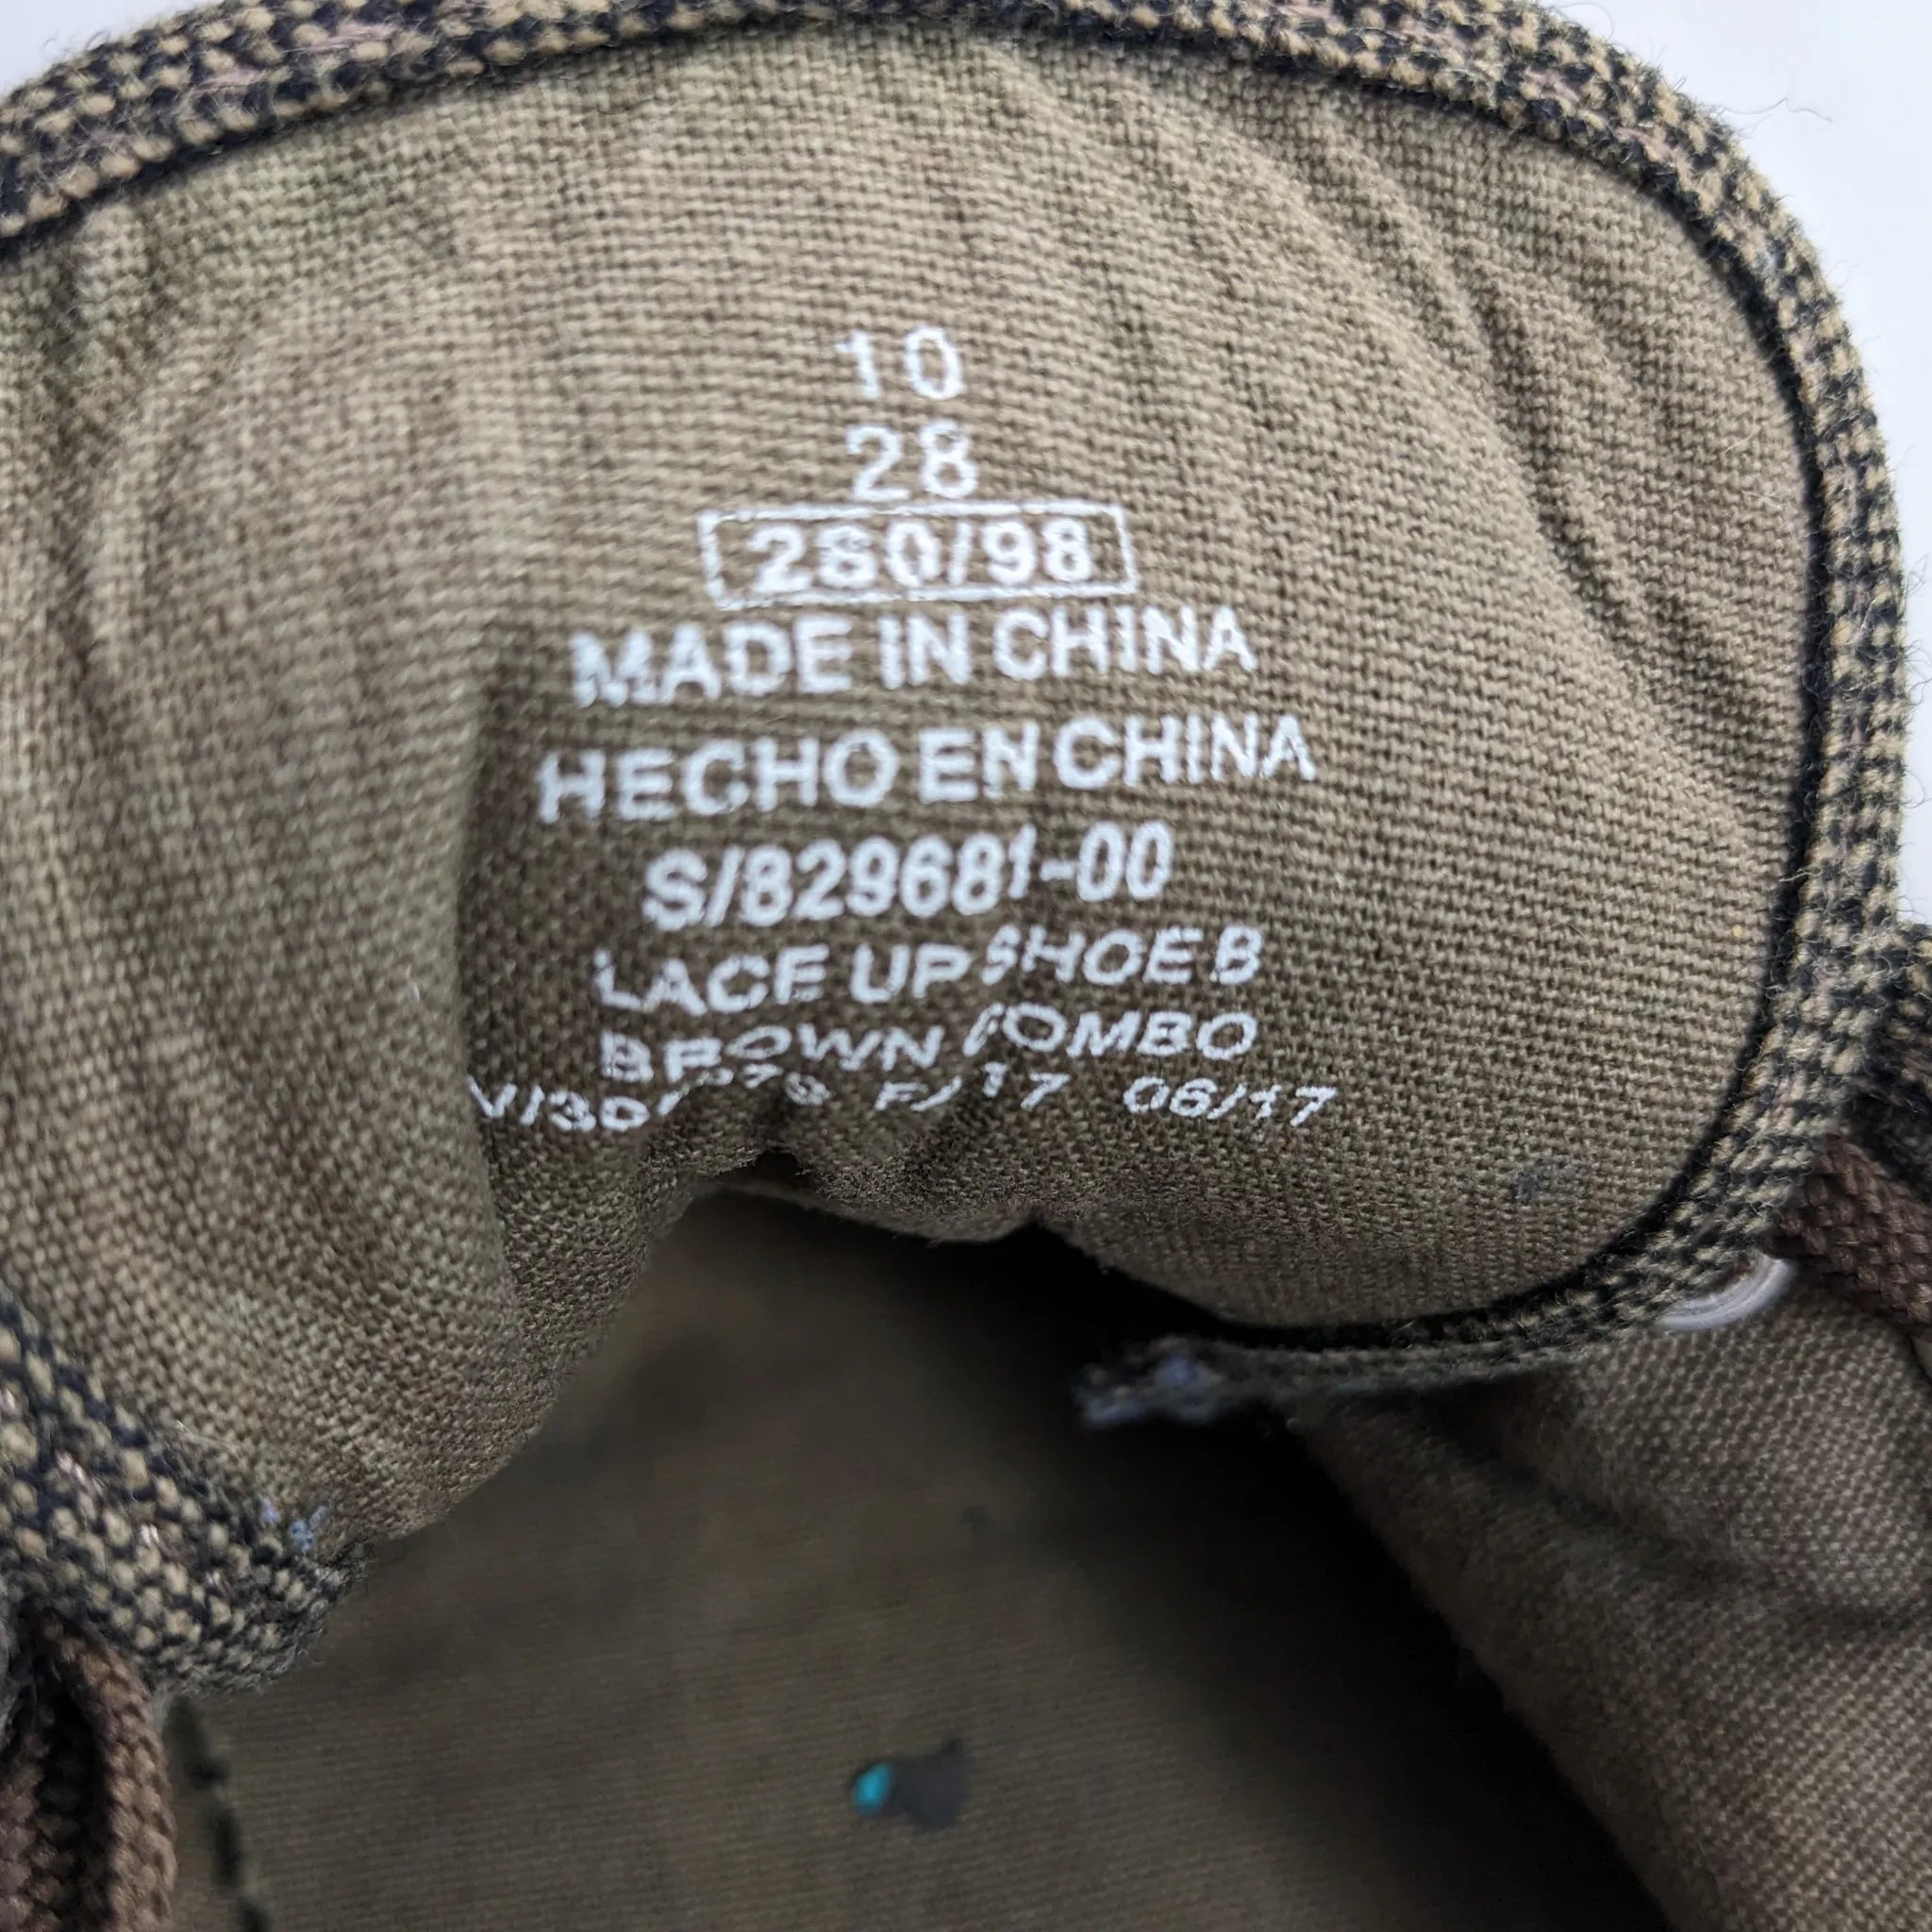 10
28
280/98
MADE IN CHINA
HECHO EN CHINA
S/829681-00
LACE UP SHOE B
BROWN COMBO
F/17 06/17